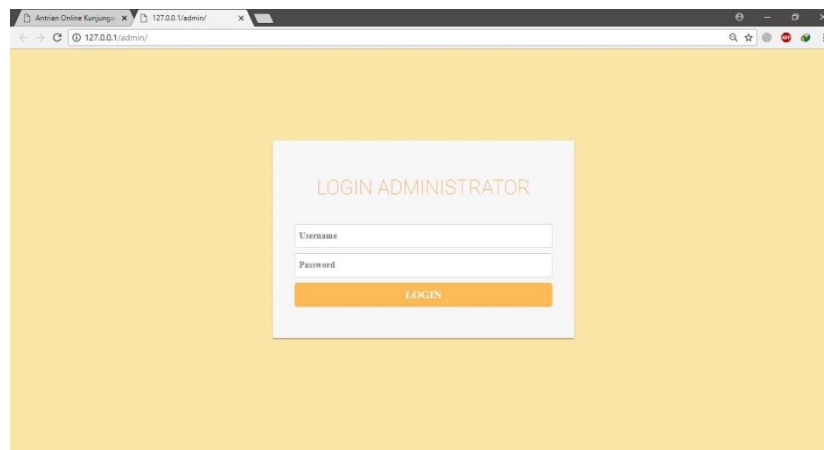 Antrian Online Kunjunga
127.0.0.1/admin/
127.0.0.1/admin/
LOGIN ADMINISTRATOR
Username
Password
LOGIN